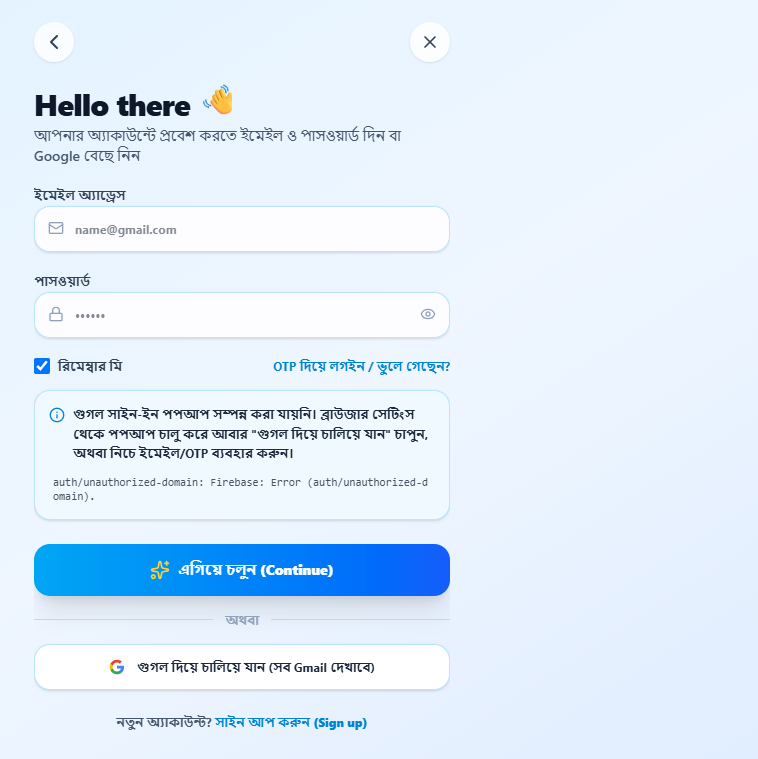 Hello there 👋
আপনার অ্যাকাউন্টে প্রবেশ করতে ইমেইল ও পাসওয়ার্ড দিন বা
Google বেছে নিন
ইমেইল অ্যাড্রেস
name@gmail.com
পাসওয়ার্ড
••••••
রিমেম্বার মি
OTP দিয়ে লগইন / ভুলে গেছেন?
গুগল সাইন-ইন পপআপ সম্পন্ন করা যায়নি। ব্রাউজার সেটিংস
থেকে পপআপ চালু করে আবার "গুগল দিয়ে চালিয়ে যান" চাপুন,
অথবা নিচে ইমেইল/OTP ব্যবহার করুন।
auth/unauthorized-domain: Firebase: Error (auth/unauthorized-d
omain).
এগিয়ে চলুন (Continue)
অথবা
গুগল দিয়ে চালিয়ে যান (সব Gmail দেখাবে)
নতুন অ্যাকাউন্ট? সাইন আপ করুন (Sign up)